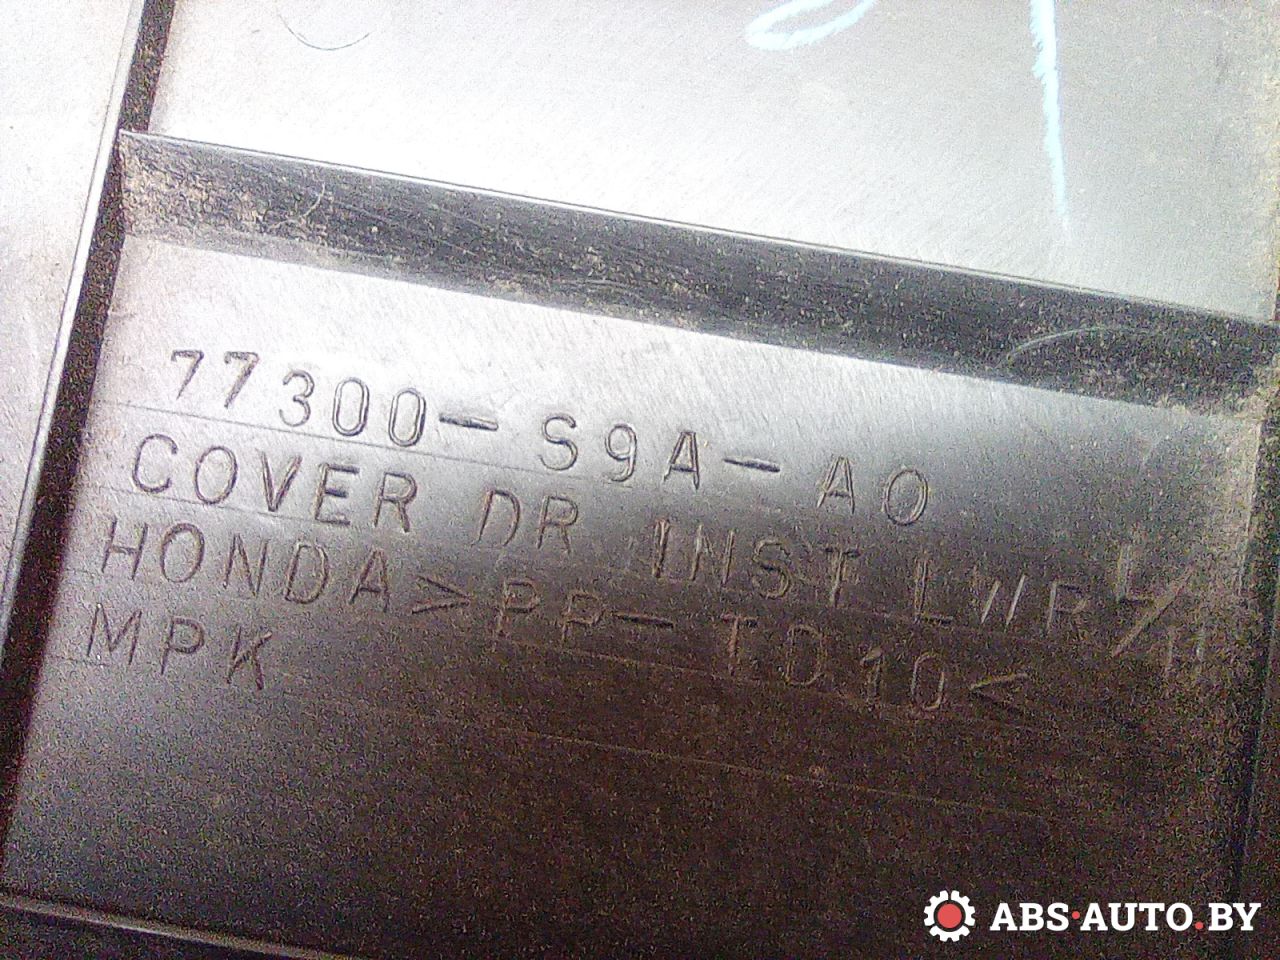 77300-S9A-A0
COVER DR INST LWR L/H
HONDA >PP-TD10<
MPK
ABS·AUTO.BY